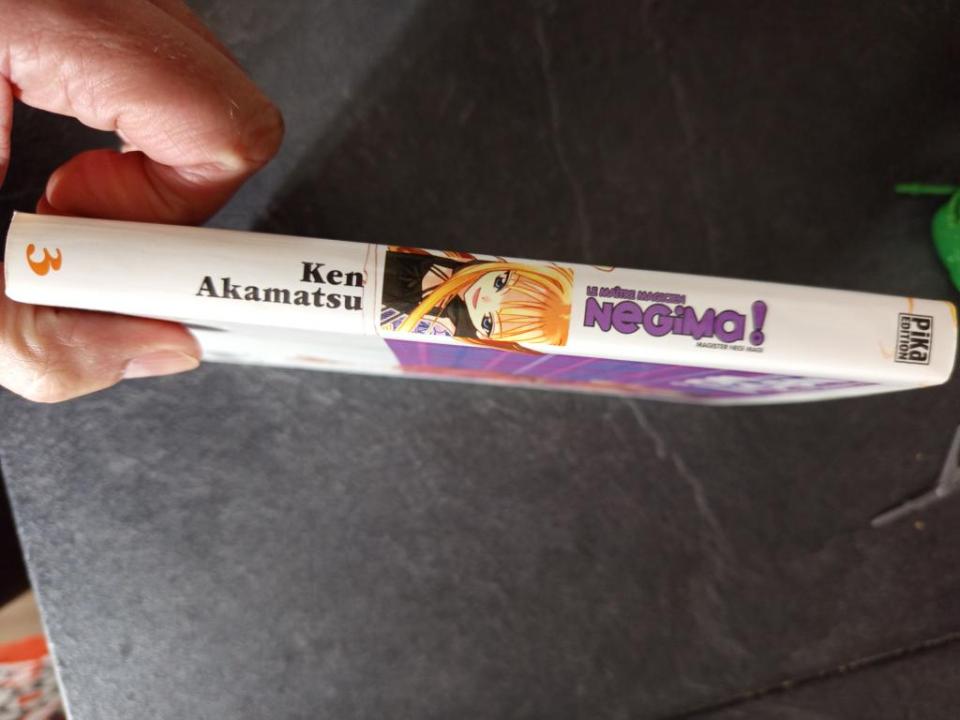 3
Ken
Akamatsu
LE MAÎTRE MAGICIEN
NEGiMa!
MAGISTER NEGI MAGI
Pika
EDITION